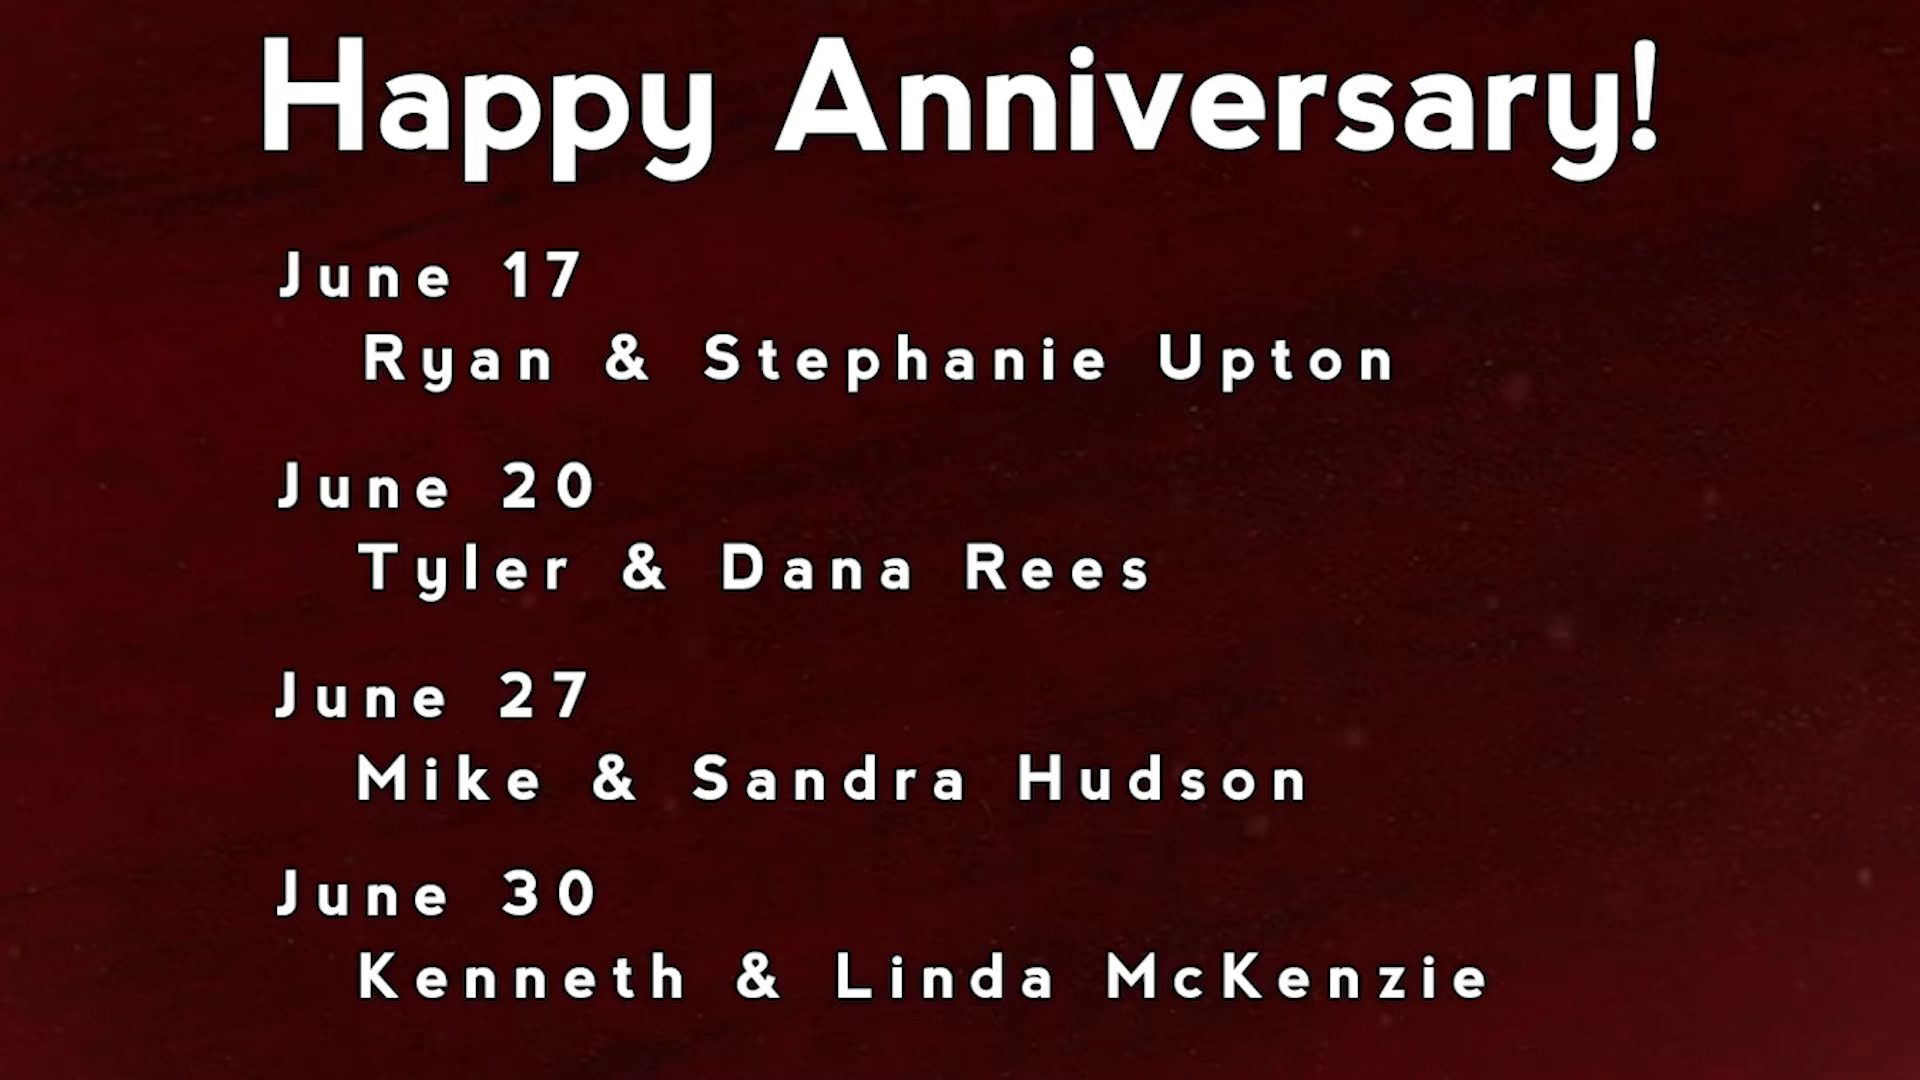 Happy Anniversary!
June 17
Ryan & Stephanie Upton
June 20
Tyler & Dana Rees
June 27
Mike & Sandra Hudson
June 30
Kenneth & Linda McKenzie